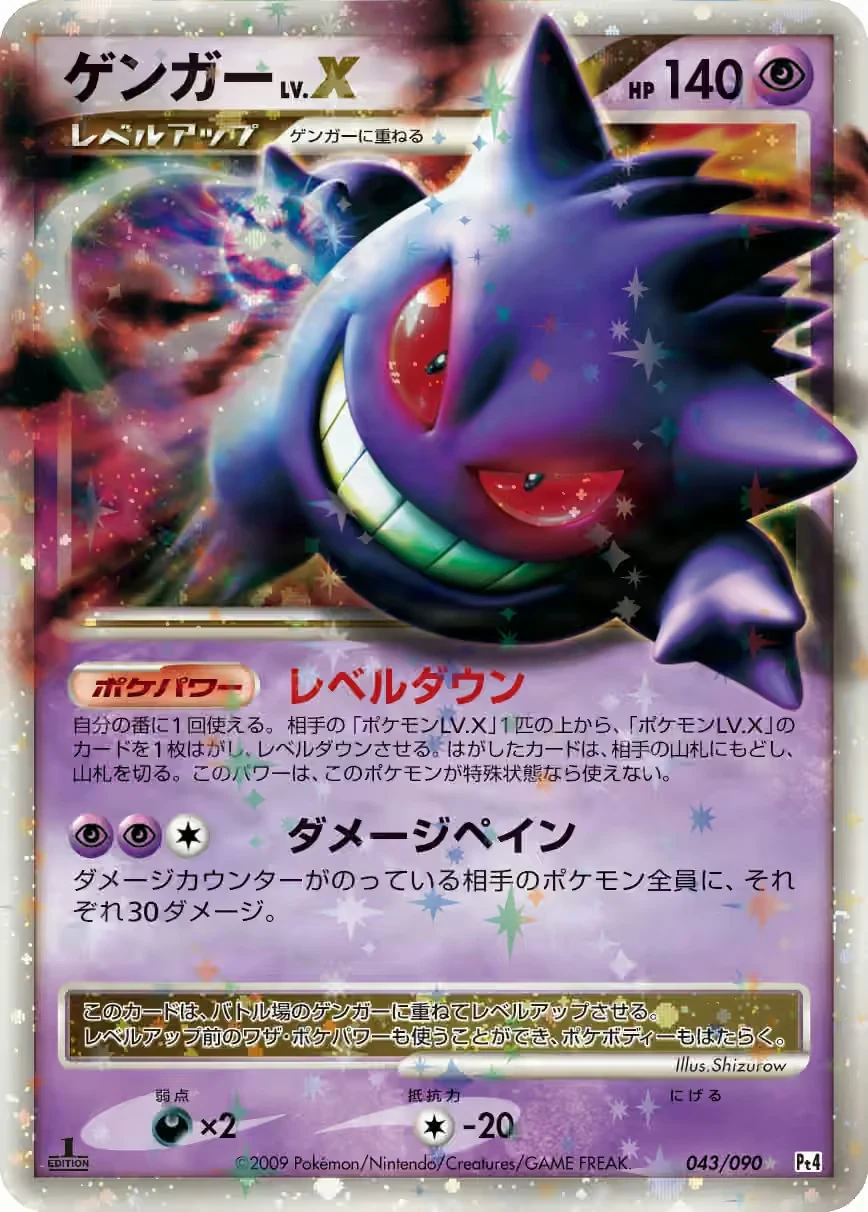 ゲンガー LV.X HP 140
レベルアップ ゲンガーに重ねる
ポケパワー レベルダウン
自分の番に1回使える。相手の「ポケモンLV.X」1匹の上から、「ポケモンLV.X」の
カードを1枚はがし、レベルダウンさせる。はがしたカードは、相手の山札にもどし、
山札を切る。このパワーは、このポケモンが特殊状態なら使えない。
ダメージペイン
ダメージカウンターがのっている相手のポケモン全員に、それ
ぞれ30ダメージ。
このカードは、バトル場のゲンガーに重ねてレベルアップさせる。
レベルアップ前のワザ・ポケパワーも使うことができ、ポケボディーもはたらく。
Illus.Shizurow
弱点 抵抗力 にげる
×2 -20
1 EDITION ©2009 Pokémon/Nintendo/Creatures/GAME FREAK. 043/090 Pt4